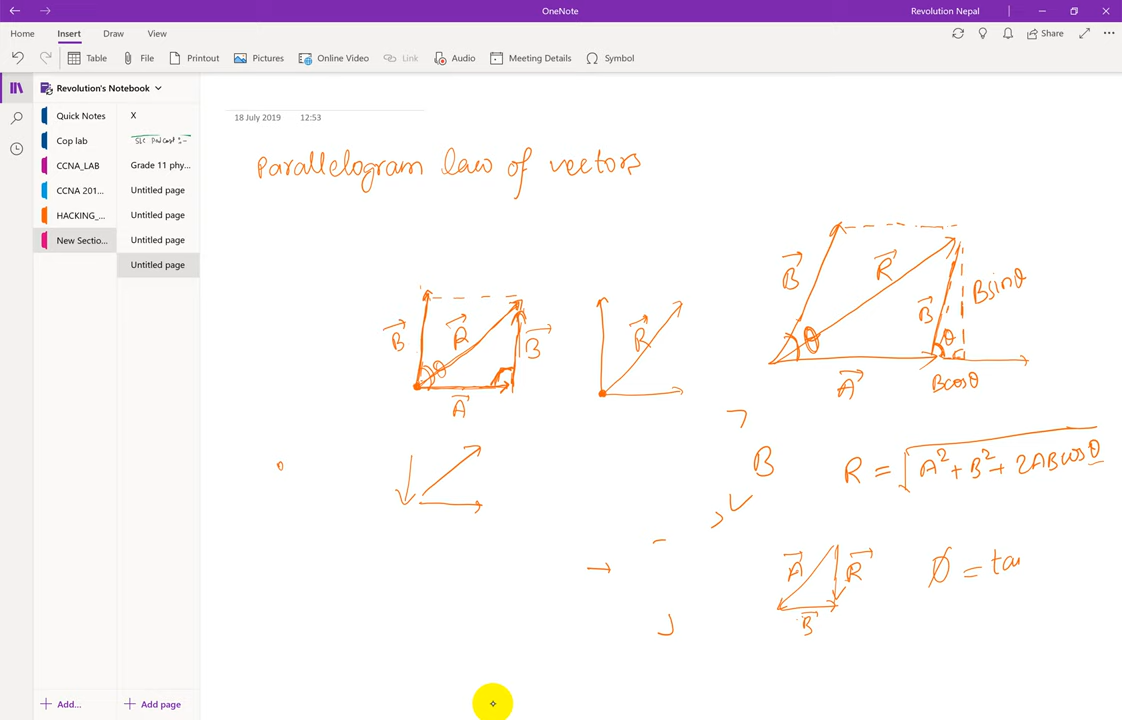 OneNote
Revolution Nepal
Home Insert Draw View
Share
Table File Printout Pictures Online Video Link Audio Meeting Details Symbol
Revolution's Notebook
Quick Notes
Cop lab
CCNA_LAB
CCNA 201...
HACKING_...
New Sectio...
X
Grade 11 phy...
Untitled page
Untitled page
Untitled page
Untitled page
Add...
Add page
18 July 2019 12:53
Parallelogram law of vectors
B⃗ R⃗ B⃗
θ
A⃗
R⃗
B⃗ R⃗ B⃗ Bsinθ
θ θ
A⃗ Bcosθ
B
R = √A² + B² + 2ABcosθ
A⃗ R⃗
B⃗
Ø = tan